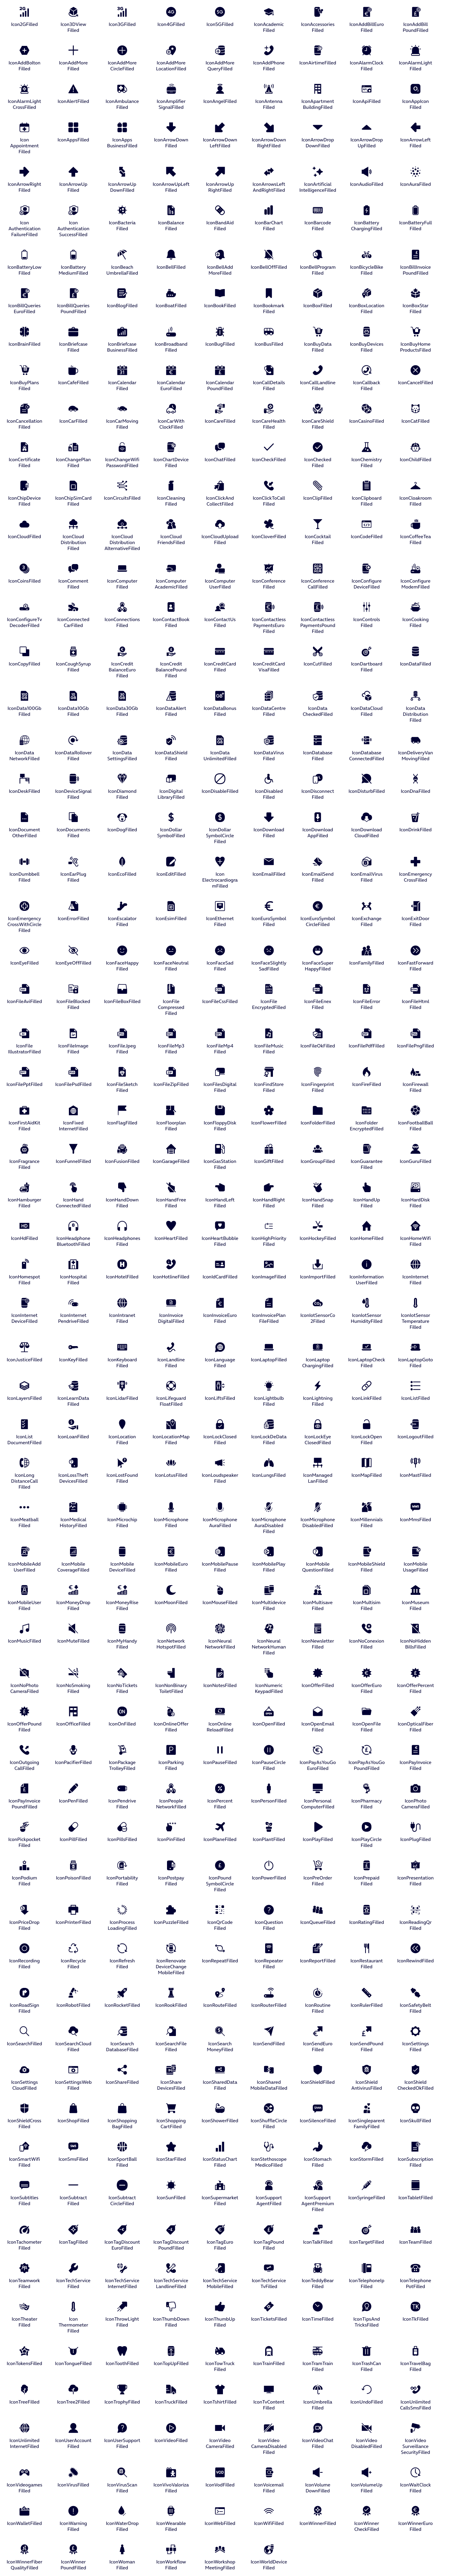 Icon2GFilled Icon3DView Icon3GFilled Icon4GFilled Icon5GFilled IconAcademic IconAccessories IconAddBillEuro IconAddBill
Filled Filled Filled Filled PoundFilled
IconAddBolton IconAddMore IconAddMore IconAddMore IconAddMore IconAddPhone IconAirtimeFilled IconAlarmClock IconAlarmLight
Filled Filled CircleFilled LocationFilled QueryFilled Filled Filled Filled
IconAlarmLight IconAlertFilled IconAmbulance IconAmplifier IconAngelFilled IconAntenna IconApartment IconApiFilled IconAppIcon
CrossFilled Filled SignalFilled Filled BuildingFilled Filled
Icon IconAppsFilled IconApps IconArrowDown IconArrowDown IconArrowDown IconArrowDrop IconArrowDrop IconArrowLeft
Appointment BusinessFilled Filled LeftFilled RightFilled DownFilled UpFilled Filled
Filled
IconArrowRight IconArrowUp IconArrowUp IconArrowUpLeft IconArrowUp IconArrowsLeft IconArtificial IconAudioFilled IconAuraFilled
Filled Filled DownFilled Filled RightFilled AndRightFilled IntelligenceFilled
Icon Icon IconBacteria IconBalance IconBandAid IconBarChart IconBarcode IconBattery IconBatteryFull
Authentication Authentication Filled Filled Filled Filled Filled ChargingFilled Filled
FailureFilled SuccessFilled
IconBatteryLow IconBattery IconBeach IconBellFilled IconBellAdd IconBellOffFilled IconBellProgram IconBicycleBike IconBillInvoice
Filled MediumFilled UmbrellaFilled MoreFilled Filled Filled PoundFilled
IconBillQueries IconBillQueries IconBlogFilled IconBoatFilled IconBookFilled IconBookmark IconBoxFilled IconBoxLocation IconBoxStar
EuroFilled PoundFilled Filled Filled Filled
IconBrainFilled IconBriefcase IconBriefcase IconBroadband IconBugFilled IconBusFilled IconBuyData IconBuyDevices IconBuyHome
Filled BusinessFilled Filled Filled Filled ProductsFilled
IconBuyPlans IconCafeFilled IconCalendar IconCalendar IconCalendar IconCallDetails IconCallLandline IconCallback IconCancelFilled
Filled Filled EuroFilled PoundFilled Filled Filled Filled
IconCancellation IconCarFilled IconCarMoving IconCarWith IconCareFilled IconCareHealth IconCareShield IconCasinoFilled IconCatFilled
Filled Filled ClockFilled Filled Filled
IconCertificate IconChangePlan IconChangeWifi IconChartDevice IconChatFilled IconCheckFilled IconChecked IconChemistry IconChildFilled
Filled Filled PasswordFilled Filled Filled Filled
IconChipDevice IconChipSimCard IconCircuitsFilled IconCleaning IconClickAnd IconClickToCall IconClipFilled IconClipboard IconCloakroom
Filled Filled Filled CollectFilled Filled Filled Filled
IconCloudFilled IconCloud IconCloud IconCloud IconCloudUpload IconCloverFilled IconCocktail IconCodeFilled IconCoffeeTea
Distribution Distribution FriendsFilled Filled Filled Filled
Filled AlternativeFilled
IconCoinsFilled IconComment IconComputer IconComputer IconComputer IconConference IconConference IconConfigure IconConfigure
Filled Filled AcademicFilled UserFilled Filled CallFilled DeviceFilled ModemFilled
IconConfigureTv IconConnected IconConnections IconContactBook IconContactUs IconContactless IconContactless IconControls IconCooking
DecoderFilled CarFilled Filled Filled Filled PaymentsEuro PaymentsPound Filled Filled
Filled Filled
IconCopyFilled IconCoughSyrup IconCredit IconCredit IconCreditCard IconCreditCard IconCutFilled IconDartboard IconDataFilled
Filled BalanceEuro BalancePound Filled VisaFilled Filled
Filled Filled
IconData100Gb IconData10Gb IconData30Gb IconDataAlert IconDataBonus IconDataCentre IconData IconDataCloud IconData
Filled Filled Filled Filled Filled Filled CheckedFilled Filled Distribution
Filled
IconData IconDataRollover IconData IconDataShield IconData IconDataVirus IconDatabase IconDatabase IconDeliveryVan
NetworkFilled Filled SettingsFilled Filled UnlimitedFilled Filled Filled ConnectedFilled MovingFilled
IconDeskFilled IconDeviceSignal IconDiamond IconDigital IconDisableFilled IconDisabled IconDisconnect IconDisturbFilled IconDnaFilled
Filled Filled LibraryFilled Filled Filled
IconDocument IconDocuments IconDogFilled IconDollar IconDollar IconDownload IconDownload IconDownload IconDrinkFilled
OtherFilled Filled SymbolFilled SymbolCircle Filled AppFilled CloudFilled
Filled
IconDumbbell IconEarPlug IconEcoFilled IconEditFilled Icon IconEmailFilled IconEmailSend IconEmailVirus IconEmergency
Filled Filled Electrocardiogra Filled Filled CrossFilled
mFilled
IconEmergency IconErrorFilled IconEscalator IconEsimFilled IconEthernet IconEuroSymbol IconEuroSymbol IconExchange IconExitDoor
CrossWithCircle Filled Filled Filled CircleFilled Filled Filled
Filled
IconEyeFilled IconEyeOffFilled IconFaceHappy IconFaceNeutral IconFaceSad IconFaceSlightly IconFaceSuper IconFamilyFilled IconFastForward
Filled Filled Filled SadFilled HappyFilled Filled
IconFileAviFilled IconFileBlocked IconFileBoxFilled IconFile IconFileCssFilled IconFile IconFileExex IconFileError IconFileHtml
Filled Compressed EncryptedFilled Filled Filled Filled
Filled
IconFile IconFileImage IconFileJpeg IconFileMp3 IconFileMp4 IconFileMusic IconFileOkFilled IconFilePdfFilled IconFilePngFilled
IllustratorFilled Filled Filled Filled Filled Filled
IconFilePptFilled IconFilePsdFilled IconFileSketch IconFileZipFilled IconFilesDigital IconFindStore IconFingerprint IconFireFilled IconFirewall
Filled Filled Filled Filled Filled
IconFirstAidKit IconFixed IconFlagFilled IconFloorplan IconFloppyDisk IconFlowerFilled IconFolderFilled IconFolder IconFootballBall
Filled InternetFilled Filled Filled EncryptedFilled Filled
IconFragrance IconFunnelFilled IconFusionFilled IconGarageFilled IconGasStation IconGiftFilled IconGroupFilled IconGuarantee IconGuruFilled
Filled Filled Filled
IconHamburger IconHand IconHandDown IconHandFree IconHandLeft IconHandRight IconHandSnap IconHandUp IconHardDisk
Filled ConnectedFilled Filled Filled Filled Filled Filled Filled Filled
IconHdFilled IconHeadphone IconHeadphones IconHeartFilled IconHeartBubble IconHighPriority IconHockeyFilled IconHomeFilled IconHomeWifi
BluetoothFilled Filled Filled Filled Filled
IconHomespot IconHospital IconHotelFilled IconHotlineFilled IconIdCardFilled IconImageFilled IconImportFilled IconInformation IconInternet
Filled Filled UserFilled Filled
IconInternet IconInternet IconIntranet IconInvoice IconInvoiceEuro IconInvoicePlan IconIotSensorCo IconIotSensor IconIotSensor
DeviceFilled PendriveFilled Filled DigitalFilled Filled FileFilled 2Filled HumidityFilled Temperature
Filled
IconJusticeFilled IconKeyFilled IconKeyboard IconLandline IconLanguage IconLaptopFilled IconLaptop IconLaptopCheck IconLaptopGoto
Filled Filled Filled ChargingFilled Filled Filled
IconLayersFilled IconLearnData IconLidarFilled IconLifeguard IconLiftsFilled IconLightbulb IconLightning IconLinkFilled IconListFilled
Filled FloatFilled Filled Filled
IconList IconLoanFilled IconLocation IconLocationMap IconLockClosed IconLockDeData IconLockEye IconLockOpen IconLogoutFilled
DocumentFilled Filled Filled Filled Filled ClosedFilled Filled
IconLong IconLossTheft IconLostFound IconLotusFilled IconLoudspeaker IconLungsFilled IconManaged IconMapFilled IconMastFilled
DistanceCall DevicesFilled Filled Filled LanFilled
Filled
IconMeatball IconMedical IconMicrochip IconMicrophone IconMicrophone IconMicrophone IconMicrophone IconMillennials IconMmsFilled
Filled HistoryFilled Filled Filled AuraFilled AuraDisabled DisabledFilled Filled
Filled
IconMobileAdd IconMobile IconMobile IconMobileEuro IconMobilePause IconMobilePlay IconMobile IconMobileShield IconMobile
UserFilled CoverageFilled DeviceFilled Filled Filled Filled QuestionFilled Filled UsageFilled
IconMobileUser IconMoneyDrop IconMoneyRise IconMoonFilled IconMouseFilled IconMultidevice IconMultisave IconMultisim IconMuseum
Filled Filled Filled Filled Filled Filled Filled
IconMusicFilled IconMuteFilled IconMyHandy IconNetwork IconNeural IconNeural IconNewsletter IconNoConexion IconNoHidden
Filled HotspotFilled NetworkFilled NetworkHuman Filled Filled BillsFilled
Filled
IconNoPhoto IconNoSmoking IconNoTickets IconNonBinary IconNotesFilled IconNumeric IconOfferFilled IconOfferEuro IconOfferPercent
CameraFilled Filled Filled ToiletFilled KeypadFilled Filled Filled
IconOfferPound IconOfficeFilled IconOnFilled IconOnlineOffer IconOnline IconOpenFilled IconOpenEmail IconOpenFile IconOpticalFiber
Filled Filled ReloadFilled Filled Filled Filled
IconOutgoing IconPacifierFilled IconPackage IconParking IconPauseFilled IconPauseCircle IconPayAsYouGo IconPayAsYouGo IconPayInvoice
CallFilled TrolleyFilled Filled Filled EuroFilled PoundFilled Filled
IconPayInvoice IconPenFilled IconPendrive IconPeople IconPercent IconPersonFilled IconPersonal IconPharmacy IconPhoto
PoundFilled Filled NetworkFilled Filled ComputerFilled Filled CameraFilled
IconPickpocket IconPillFilled IconPillsFilled IconPinFilled IconPlaneFilled IconPlantFilled IconPlayFilled IconPlayCircle IconPlugFilled
Filled Filled
IconPodium IconPoisonFilled IconPortability IconPostpay IconPound IconPowerFilled IconPreOrder IconPrepaid IconPresentation
Filled Filled Filled SymbolCircle Filled Filled Filled
Filled
IconPriceDrop IconPrinterFilled IconProcess IconPuzzleFilled IconQrCode IconQuestion IconQueueFilled IconRatingFilled IconReadingQr
Filled LoadingFilled Filled Filled Filled
IconRecording IconRecycle IconRefresh IconRenovate IconRepeatFilled IconRepeater IconReportFilled IconRestaurant IconRewindFilled
Filled Filled Filled DeviceChange Filled Filled
MobileFilled
IconRoadSign IconRobotFilled IconRocketFilled IconRookFilled IconRouteFilled IconRouterFilled IconRoutine IconRulerFilled IconSafetyBelt
Filled Filled Filled
IconSearchFilled IconSearchCloud IconSearch IconSearchFile IconSearch IconSendFilled IconSendEuro IconSendPound IconSettings
Filled DatabaseFilled Filled MoneyFilled Filled Filled Filled
IconSettings IconSettingsWeb IconShareFilled IconShare IconSharedData IconShared IconShieldFilled IconShield IconShield
CloudFilled Filled DevicesFilled Filled MobileDataFilled AntivirusFilled CheckedOkFilled
IconShieldCross IconShopFilled IconShopping IconShopping IconShowerFilled IconShuffleCircle IconSilenceFilled IconSingleparent IconSkullFilled
Filled BagFilled CartFilled Filled FamilyFilled
IconSmartWifi IconSmsFilled IconSportBall IconStarFilled IconStatusChart IconStethoscope IconStomach IconStormFilled IconSubscription
Filled Filled Filled MedicoFilled Filled Filled
IconSubtitles IconSubtract IconSubtract IconSunFilled IconSupermarket IconSupport IconSupport IconSyringeFilled IconTabletFilled
Filled Filled CircleFilled Filled AgentFilled AgentPremium
Filled
IconTachometer IconTagFilled IconTagDiscount IconTagDiscount IconTagEuro IconTagPound IconTalkFilled IconTargetFilled IconTeamFilled
Filled EuroFilled PoundFilled Filled Filled
IconTeamwork IconTechService IconTechService IconTechService IconTechService IconTechService IconTeddyBear IconTelephoneIp IconTelephone
Filled Filled InternetFilled LandlineFilled MobileFilled TvFilled Filled Filled PotFilled
IconTheater Icon IconThrowLight IconThumbDown IconThumbUp IconTicketsFilled IconTimeFilled IconTipsAnd IconTkFilled
Filled Thermometer Filled Filled Filled TricksFilled
Filled
IconTokensFilled IconTongueFilled IconToothFilled IconTopUpFilled IconTowTruck IconTrainFilled IconTramTrain IconTrashCan IconTravelBag
Filled Filled Filled Filled
IconTreeFilled IconTree2Filled IconTrophyFilled IconTruckFilled IconTshirtFilled IconTvContent IconUmbrella IconUndoFilled IconUnlimited
Filled Filled CallsSmsFilled
IconUnlimited IconUserAccount IconUserSupport IconVideoFilled IconVideo IconVideo IconVideoChat IconVideo IconVideo
InternetFilled Filled Filled CameraFilled CameraDisabled Filled DisabledFilled Surveillance
Filled SecurityFilled
IconVideogames IconVirusFilled IconVirusScan IconVivoValoriza IconVodFilled IconVoicemail IconVolume IconVolumeUp IconWaitClock
Filled Filled Filled Filled DownFilled Filled Filled
IconWalletFilled IconWarning IconWaterDrop IconWearable IconWebFilled IconWifiFilled IconWinnerFilled IconWinner IconWinnerEuro
Filled Filled Filled CheckFilled Filled
IconWinnerFiber IconWinner IconWoman IconWorkflow IconWorkshop IconWorldDevice
QualityFilled PoundFilled Filled Filled MeetingFilled Filled